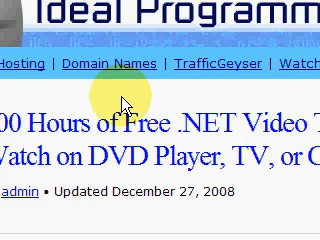 Ideal Programm
Hosting | Domain Names | TrafficGeyser | Watch
00 Hours of Free .NET Video T
Watch on DVD Player, TV, or C
admin • Updated December 27, 2008